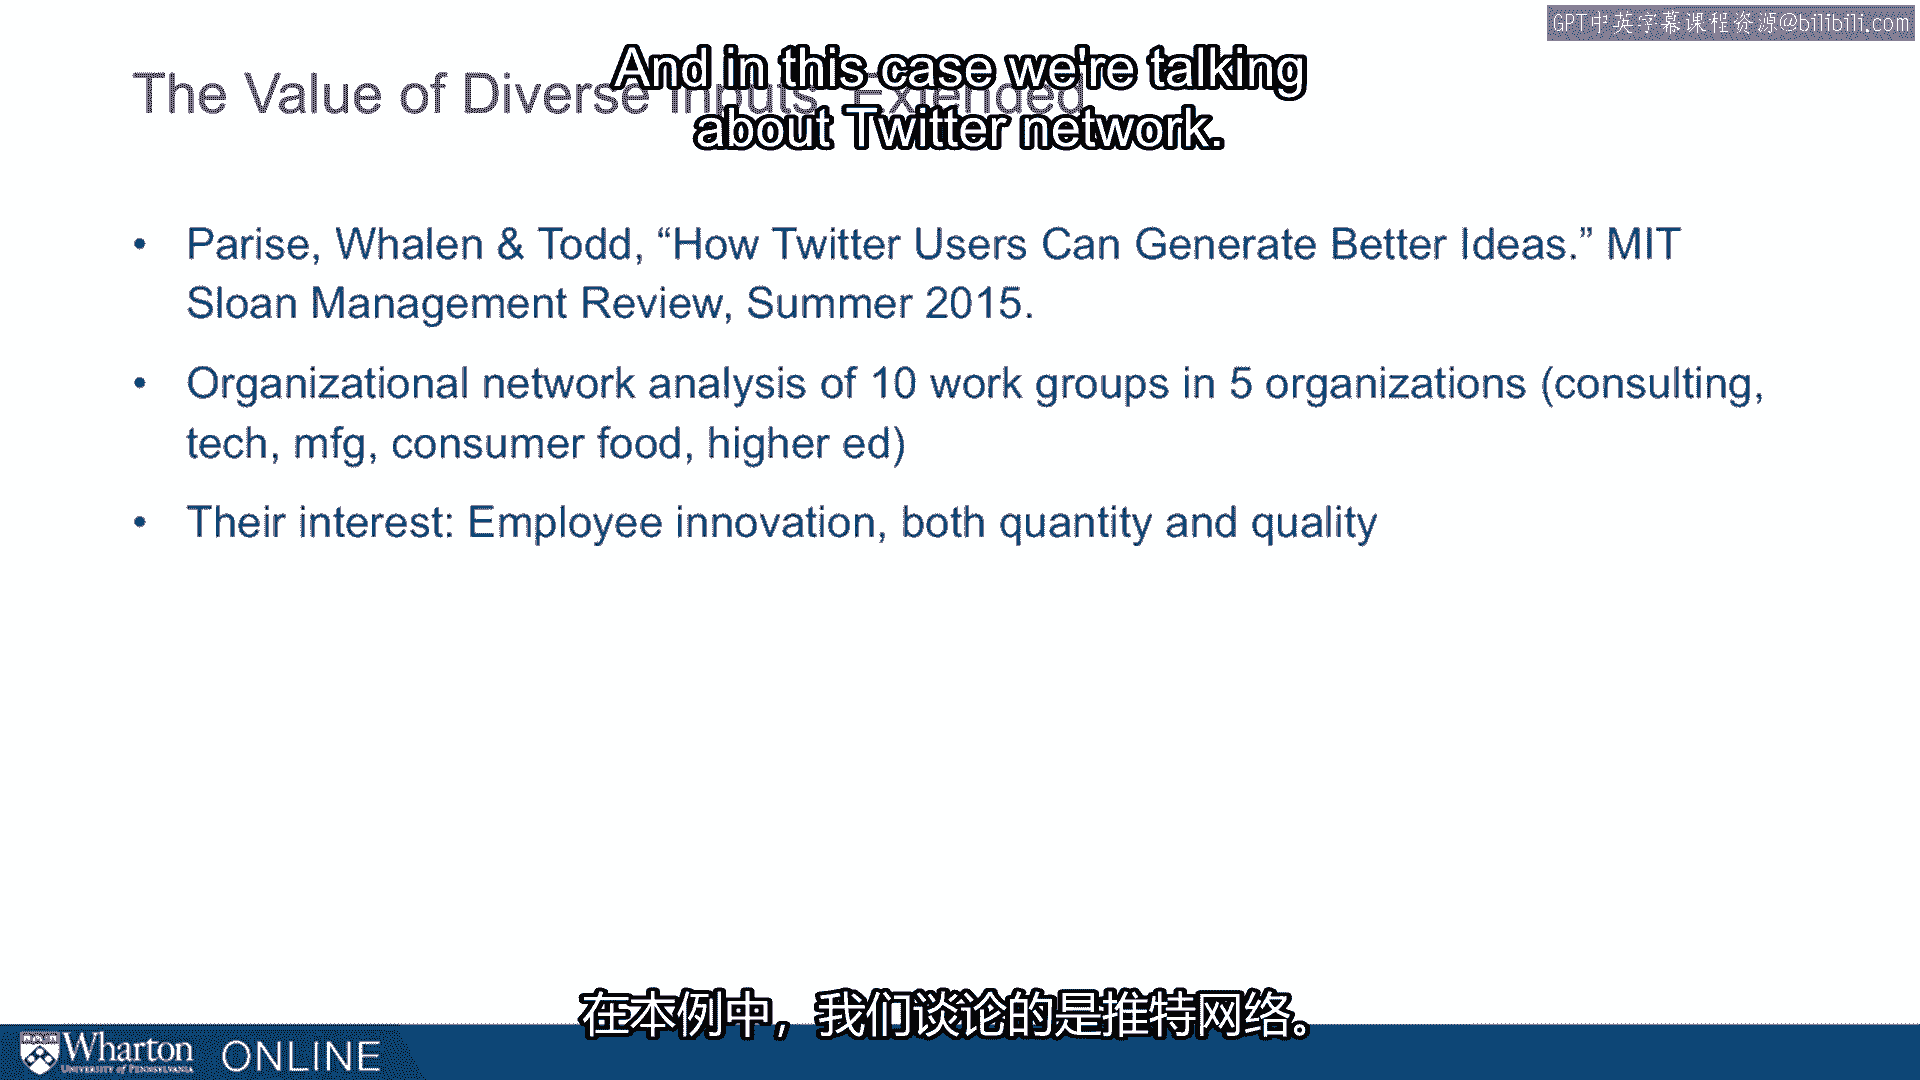 GPT中英字幕课程资源@bilibili.com
The Value of Diverse Inputs, Extended
And in this case we're talking
about Twitter network.
• Parise, Whalen & Todd, “How Twitter Users Can Generate Better Ideas.” MIT
Sloan Management Review, Summer 2015.
• Organizational network analysis of 10 work groups in 5 organizations (consulting,
tech, mfg, consumer food, higher ed)
• Their interest: Employee innovation, both quantity and quality
在本例中，我们谈论的是推特网络。
Wharton
UNIVERSITY of PENNSYLVANIA
ONLINE